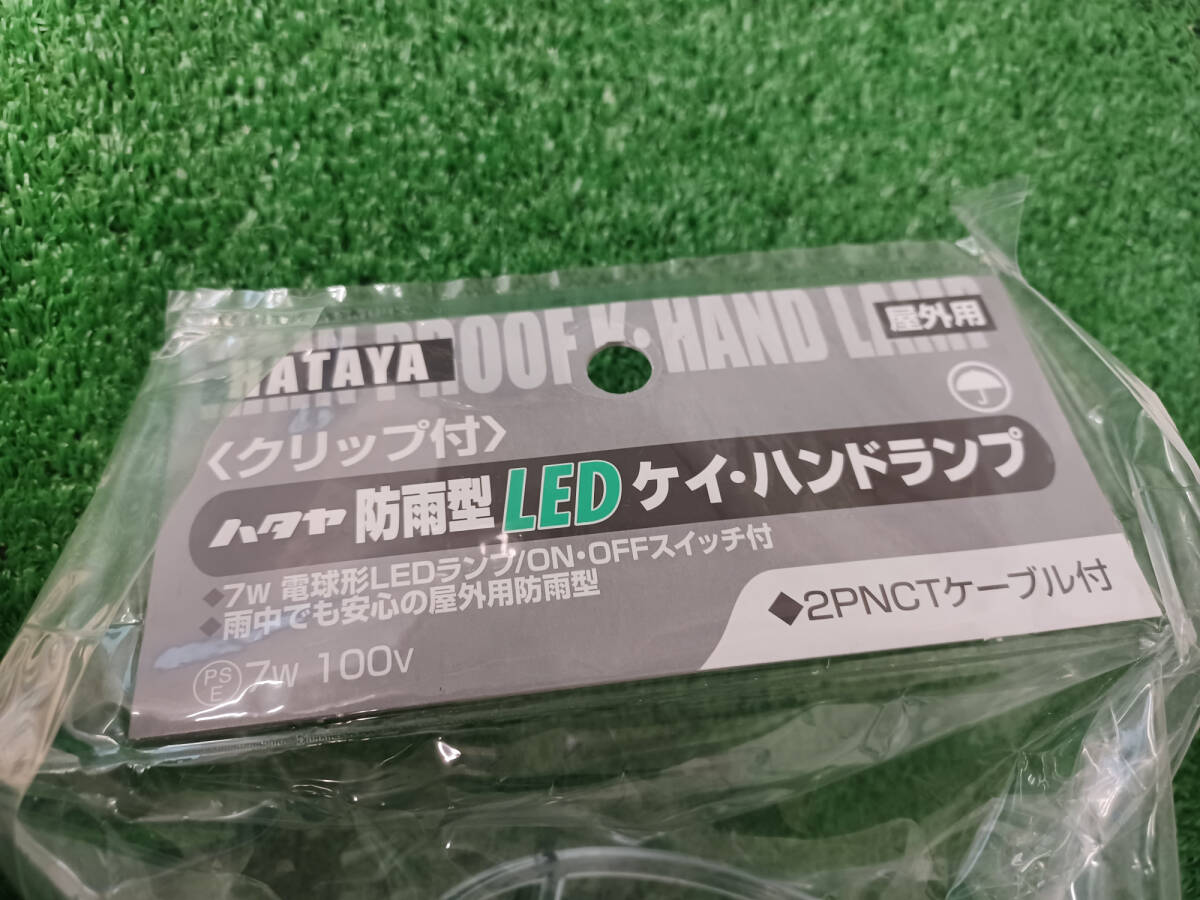 RAIN PROOF K・HAND LAMP
HATAYA
屋外用
〈クリップ付〉
ハタヤ 防雨型 LED ケイ・ハンドランプ
◆7W 電球形LEDランプ/ON・OFFスイッチ付
◆雨中でも安心の屋外用防雨型
◆2PNCTケーブル付
PS
E
7W 100V